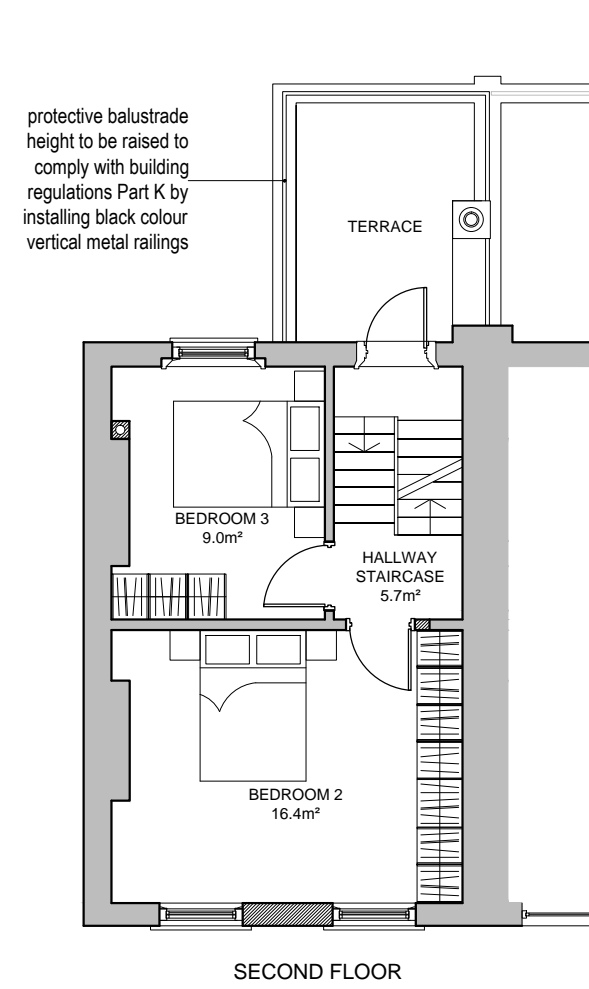 protective balustrade
height to be raised to
comply with building
regulations Part K by
installing black colour
vertical metal railings
TERRACE
BEDROOM 3
9.0m²
HALLWAY
STAIRCASE
5.7m²
BEDROOM 2
16.4m²
SECOND FLOOR